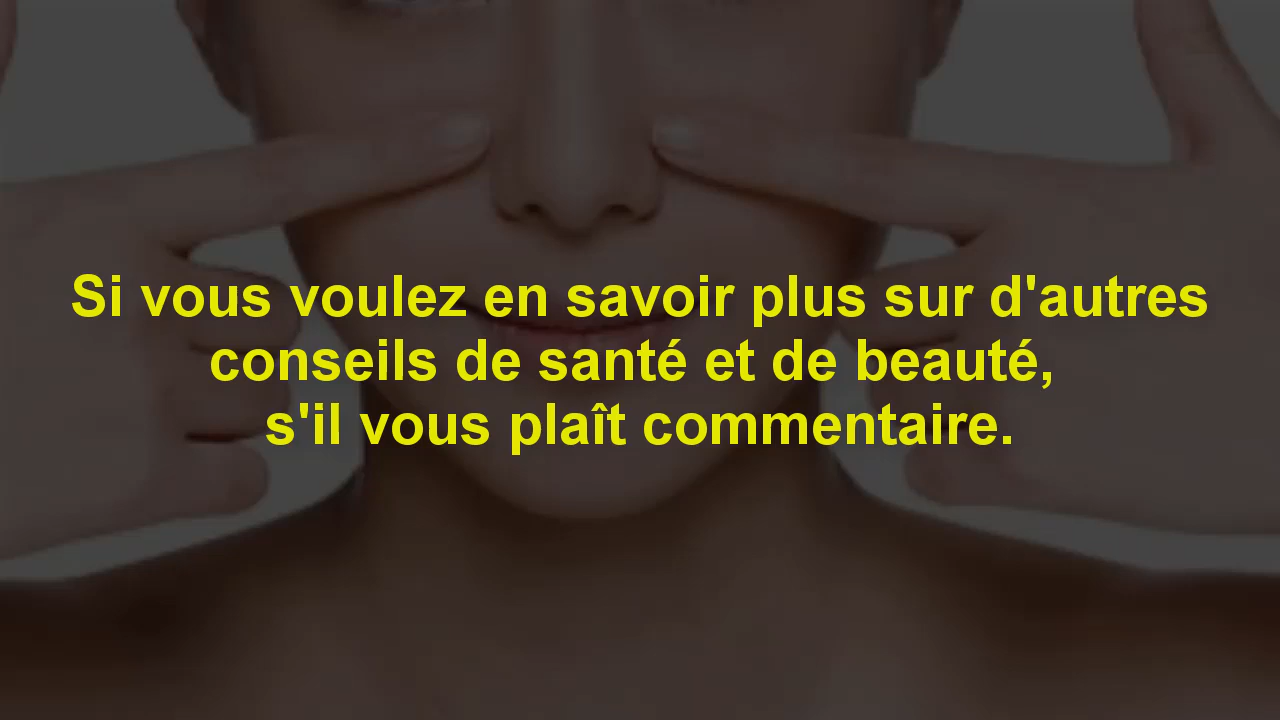 Si vous voulez en savoir plus sur d'autres
conseils de santé et de beauté,
s'il vous plaît commentaire.